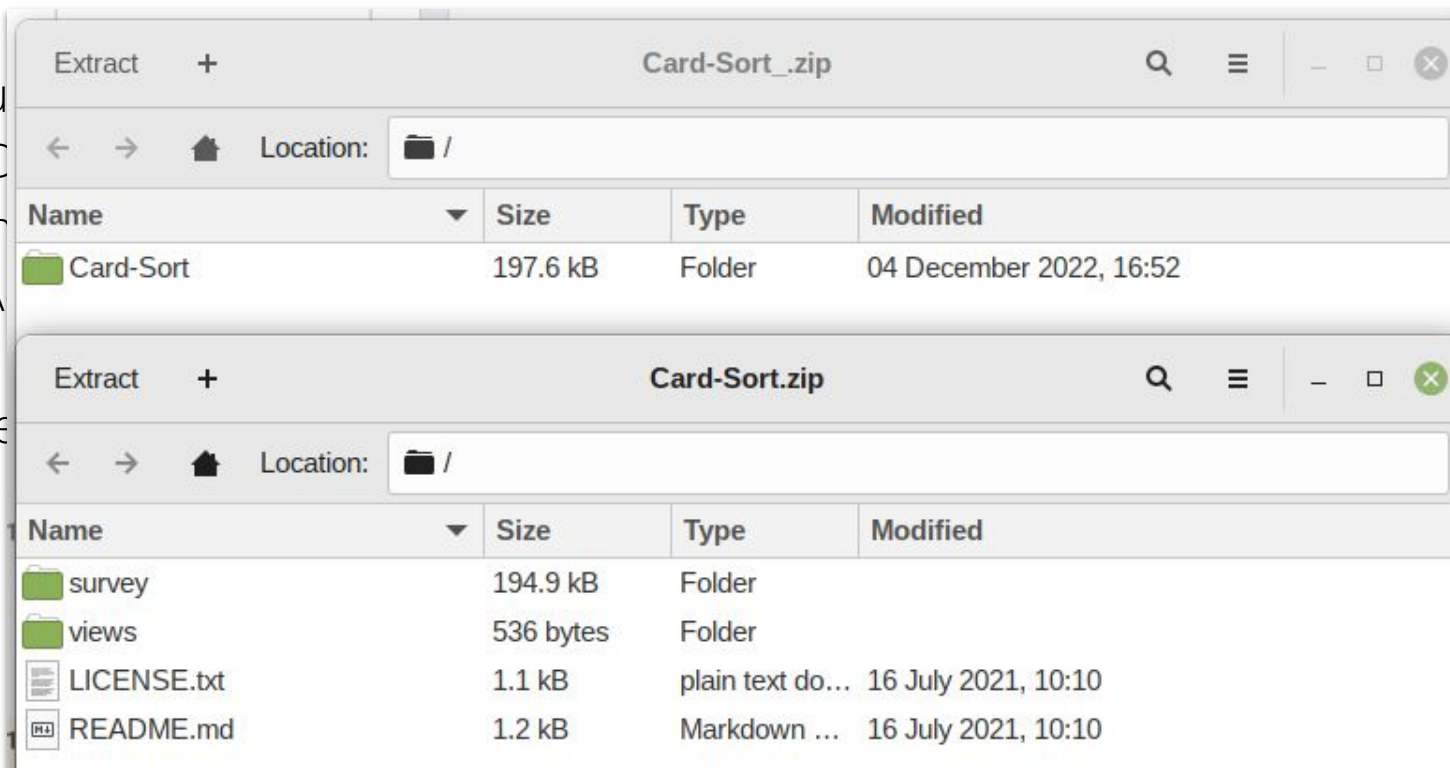 Extract + Card-Sort_.zip
Location: /
Name Size Type Modified
Card-Sort 197.6 kB Folder 04 December 2022, 16:52
Extract + Card-Sort.zip
Location: /
Name Size Type Modified
survey 194.9 kB Folder
views 536 bytes Folder
LICENSE.txt 1.1 kB plain text do… 16 July 2021, 10:10
README.md 1.2 kB Markdown … 16 July 2021, 10:10